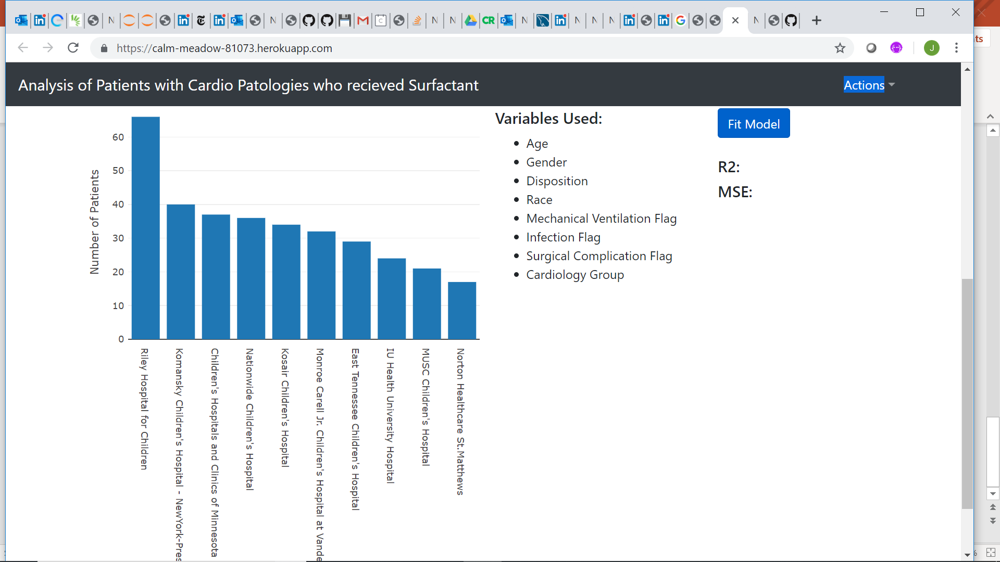 https://calm-meadow-81073.herokuapp.com
J
ts
Analysis of Patients with Cardio Patologies who recieved Surfactant
Actions
Number of Patients
60
50
40
30
20
10
0
Riley Hospital for Children
Komansky Children's Hospital - NewYork-Pres
Children's Hospitals and Clinics of Minnesota
Nationwide Children's Hospital
Kosair Children's Hospital
Monroe Carell Jr. Children's Hospital at Vande
East Tennessee Children's Hospital
IU Health University Hospital
MUSC Children's Hospital
Norton Healthcare St.Matthews
Variables Used:
Age
Gender
Disposition
Race
Mechanical Ventilation Flag
Infection Flag
Surgical Complication Flag
Cardiology Group
Fit Model
R2:
MSE:
%